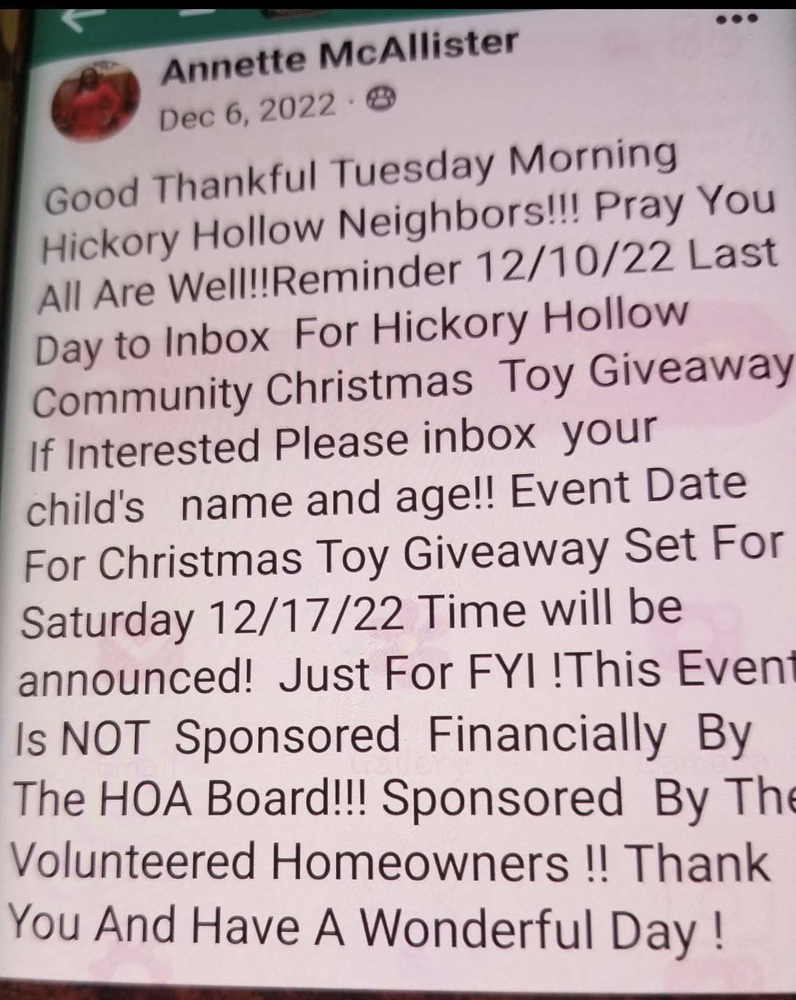 Annette McAllister
Dec 6, 2022 ·
Good Thankful Tuesday Morning
Hickory Hollow Neighbors!!! Pray You
All Are Well!!Reminder 12/10/22 Last
Day to Inbox  For Hickory Hollow
Community Christmas  Toy Giveaway
If Interested Please inbox  your
child's   name and age!! Event Date
For Christmas Toy Giveaway Set For
Saturday 12/17/22 Time will be
announced!  Just For FYI !This Event
Is NOT  Sponsored  Financially  By
The HOA Board!!! Sponsored  By The
Volunteered Homeowners !! Thank
You And Have A Wonderful Day !